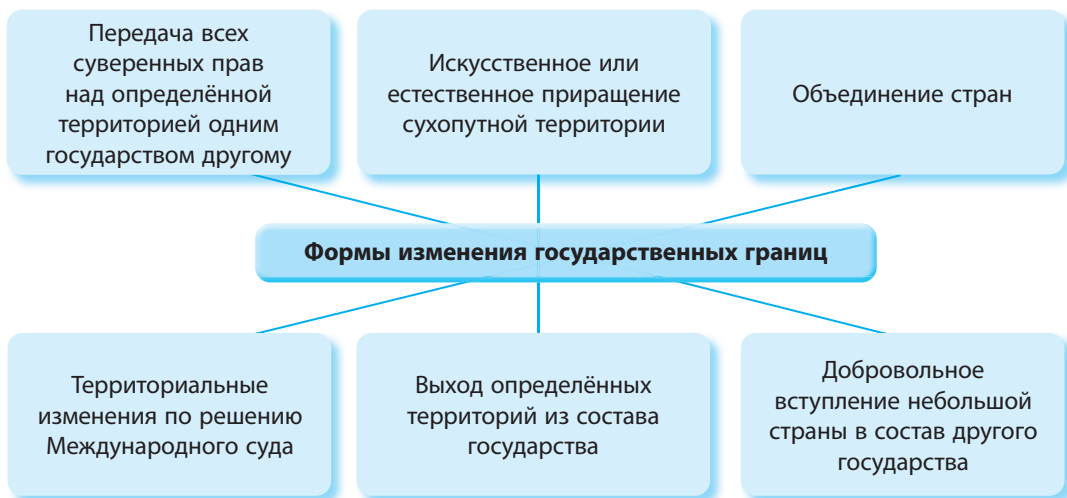 Передача всех
суверенных прав
над определённой
территорией одним
государством другому
Искусственное или
естественное приращение
сухопутной территории
Объединение стран
Формы изменения государственных границ
Территориальные
изменения по решению
Международного суда
Выход определённых
территорий из состава
государства
Добровольное
вступление небольшой
страны в состав другого
государства